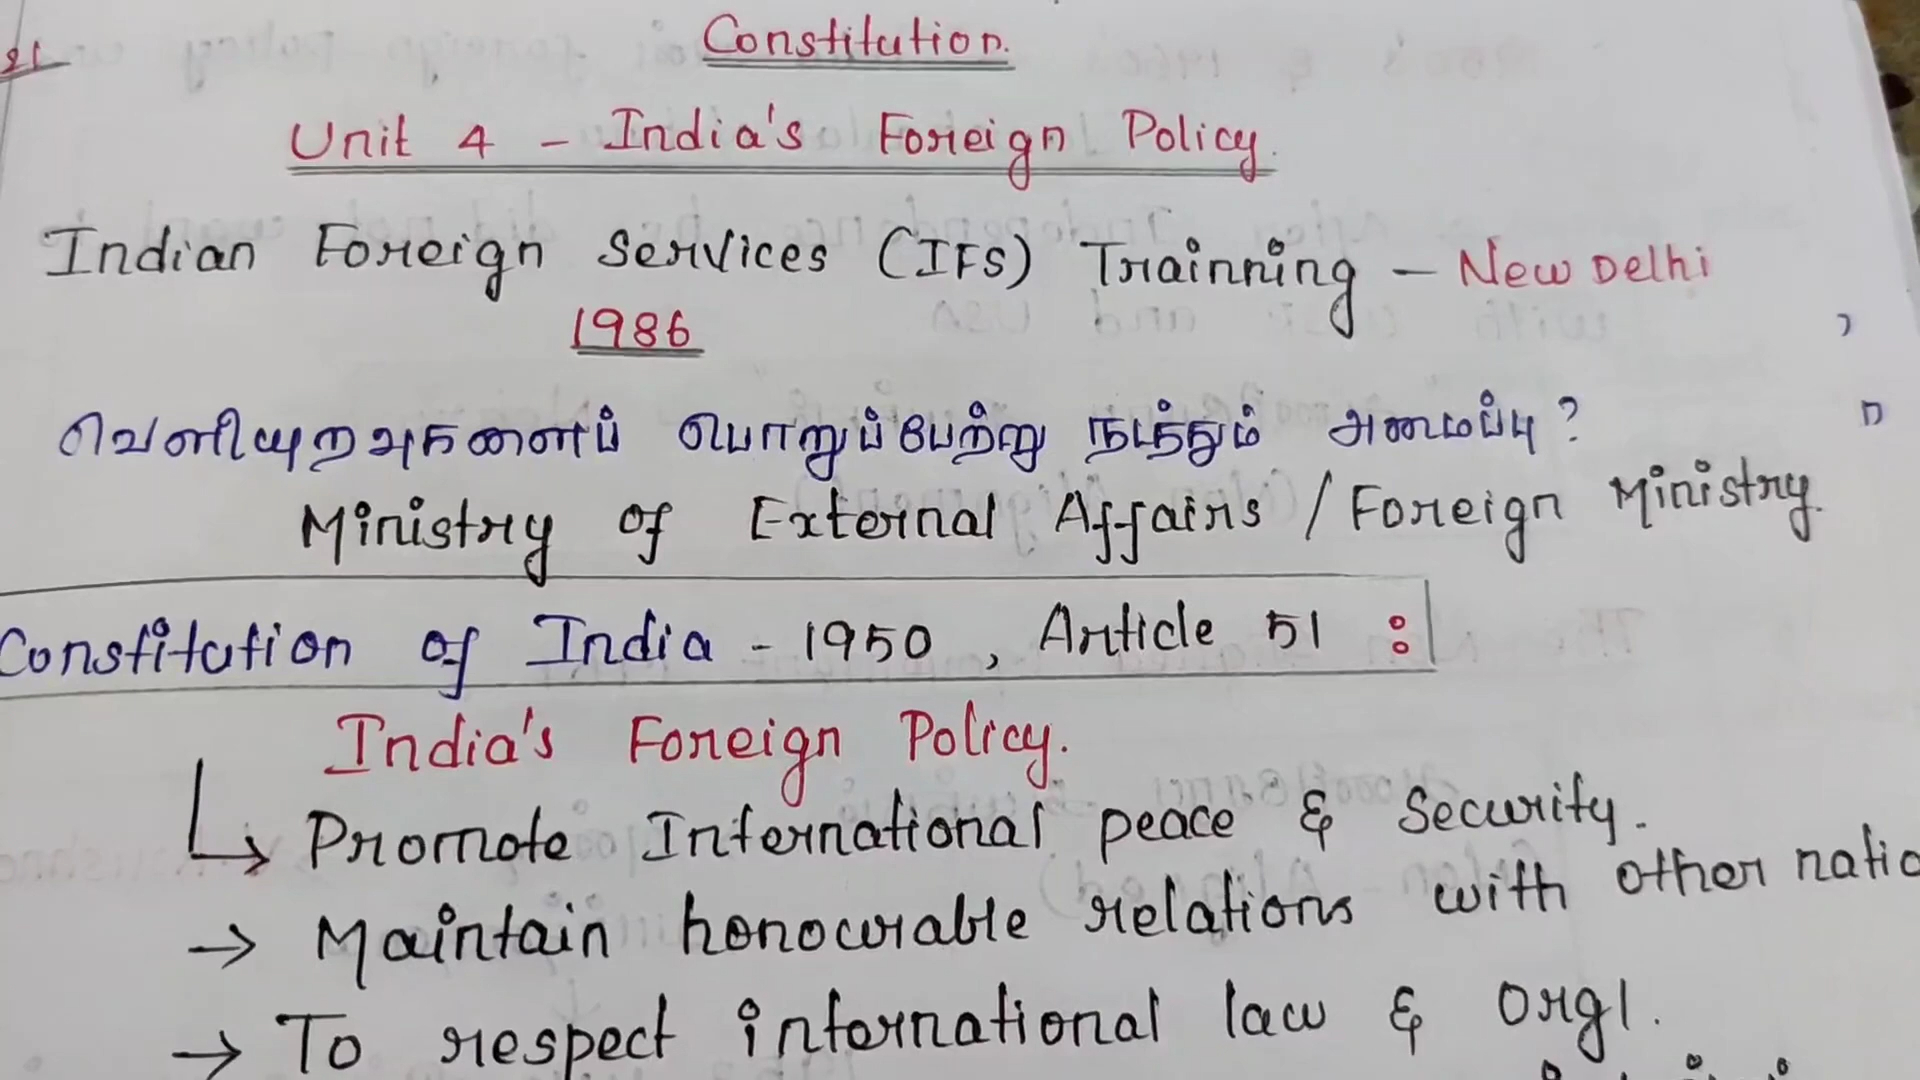 Constitution.
Unit 4 - India's Foreign Policy.
Indian Foreign Services (IFS) Trainning - New Delhi
1986
வெளியுறவுகளைப் பொறுப்பேற்று நடத்தும் அமைப்பு?
Ministry of External Affairs / Foreign Ministry.
Constitution of India - 1950, Article 51 :
India's Foreign Policy.
↳ Promote International peace & Security.
→ Maintain honourable relations with other natio
→ To respect international law & Orgl.